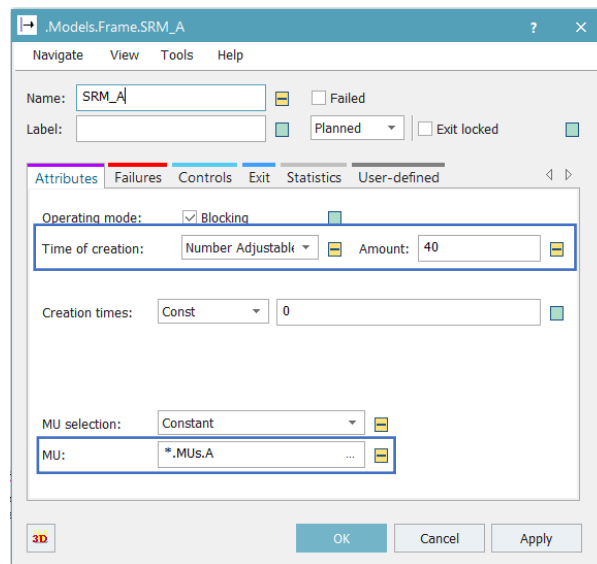 .Models.Frame.SRM_A ? ×
Navigate View Tools Help
Name: SRM_A Failed
Label: Planned Exit locked
Attributes Failures Controls Exit Statistics User-defined
Operating mode: Blocking
Time of creation: Number Adjustable Amount: 40
Creation times: Const 0
MU selection: Constant
MU: *.MUs.A ...
3D OK Cancel Apply